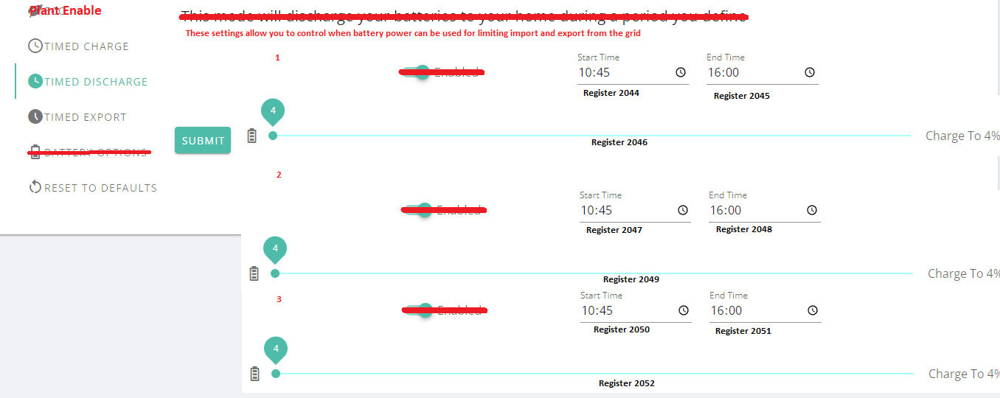 Plant Enable
TIMED CHARGE
TIMED DISCHARGE
TIMED EXPORT
BATTERY OPTIONS
RESET TO DEFAULTS
This mode will discharge your batteries to your home during a period you define
These settings allow you to control when battery power can be used for limiting import and export from the grid
1
Enabled
Start Time
End Time
10:45
16:00
Register 2044
Register 2045
4
SUBMIT
Register 2046
Charge To 4%
2
Enabled
Start Time
End Time
10:45
16:00
Register 2047
Register 2048
4
Register 2049
Charge To 4%
3
Enabled
Start Time
End Time
10:45
16:00
Register 2050
Register 2051
4
Register 2052
Charge To 4%